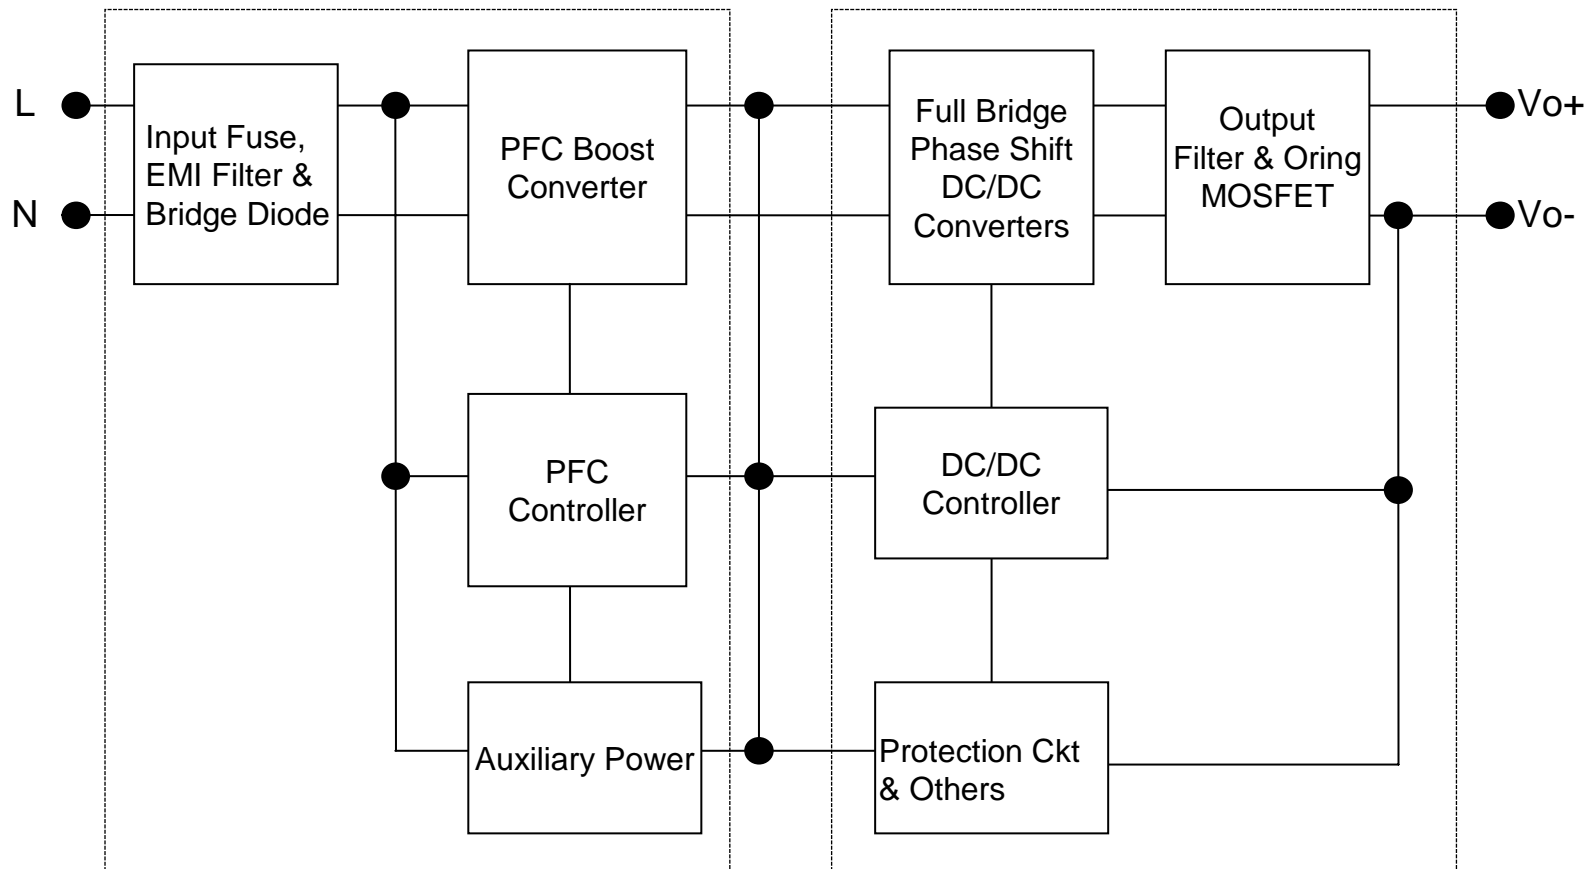 L
N
Input Fuse,
EMI Filter &
Bridge Diode
PFC Boost
Converter
Full Bridge
Phase Shift
DC/DC
Converters
Output
Filter & Oring
MOSFET
Vo+
Vo-
PFC
Controller
DC/DC
Controller
Auxiliary Power
Protection Ckt
& Others